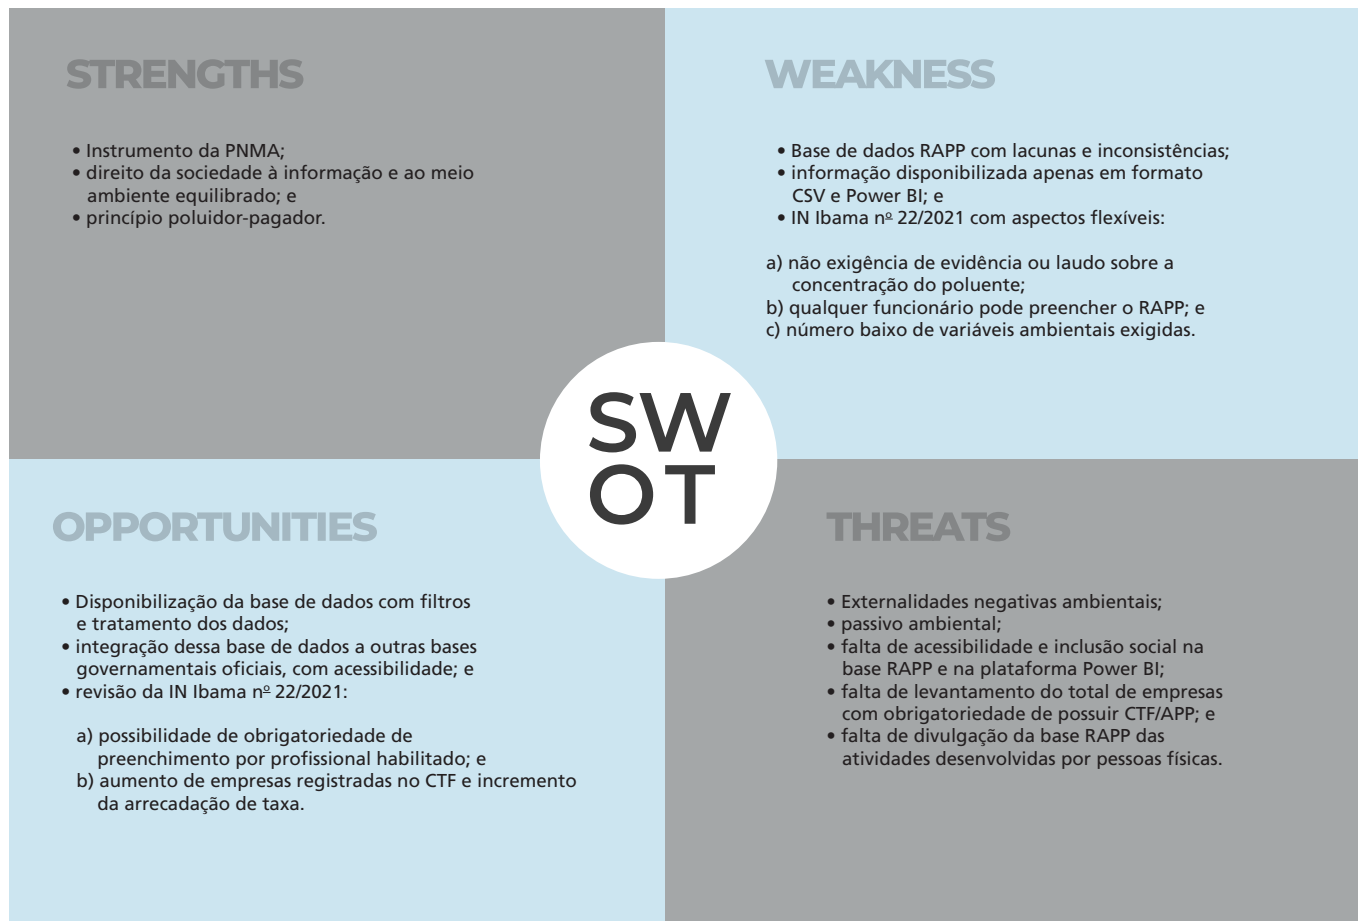 STRENGTHS
• Instrumento da PNMA;
• direito da sociedade à informação e ao meio
ambiente equilibrado; e
• princípio poluidor-pagador.
WEAKNESS
• Base de dados RAPP com lacunas e inconsistências;
• informação disponibilizada apenas em formato
CSV e Power BI; e
• IN Ibama nº 22/2021 com aspectos flexíveis:
a) não exigência de evidência ou laudo sobre a
concentração do poluente;
b) qualquer funcionário pode preencher o RAPP; e
c) número baixo de variáveis ambientais exigidas.
SW
OT
OPPORTUNITIES
• Disponibilização da base de dados com filtros
e tratamento dos dados;
• integração dessa base de dados a outras bases
governamentais oficiais, com acessibilidade; e
• revisão da IN Ibama nº 22/2021:
a) possibilidade de obrigatoriedade de
preenchimento por profissional habilitado; e
b) aumento de empresas registradas no CTF e incremento
da arrecadação de taxa.
THREATS
• Externalidades negativas ambientais;
• passivo ambiental;
• falta de acessibilidade e inclusão social na
base RAPP e na plataforma Power BI;
• falta de levantamento do total de empresas
com obrigatoriedade de possuir CTF/APP; e
• falta de divulgação da base RAPP das
atividades desenvolvidas por pessoas físicas.